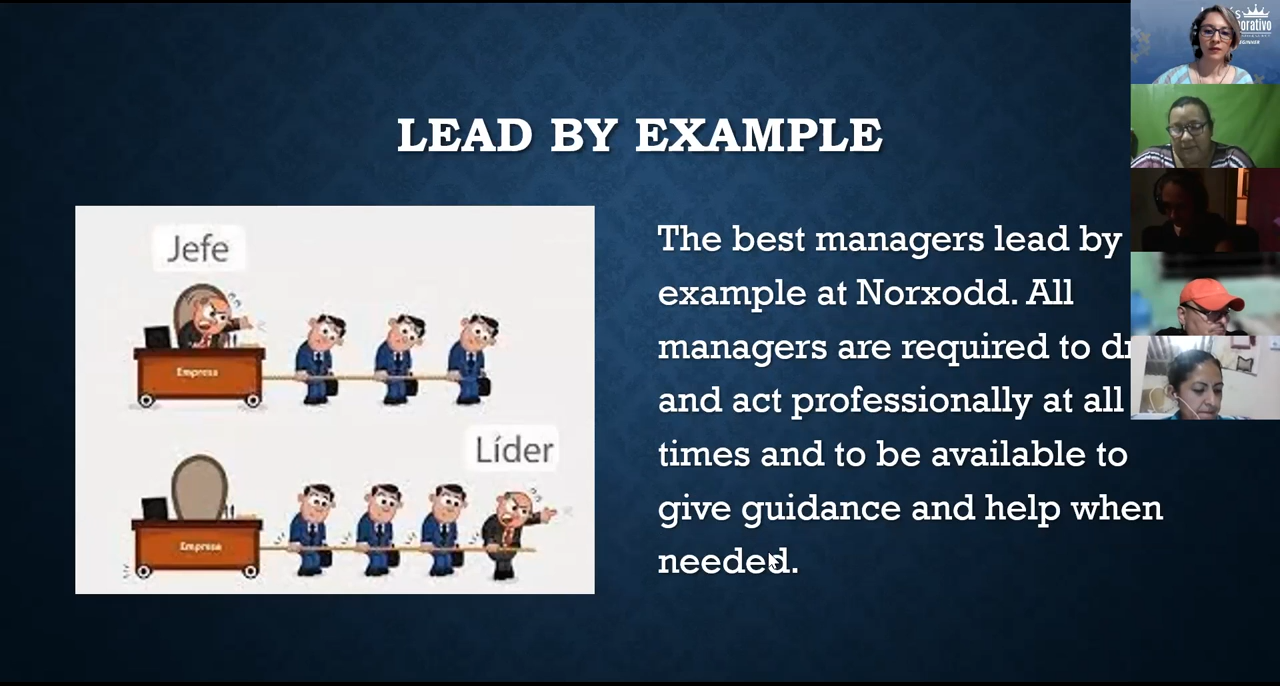 LEAD BY EXAMPLE
Jefe
Empresa
Líder
Empresa
The best managers lead by
example at Norxodd. All
managers are required to
and act professionally at all
times and to be available to
give guidance and help when
needed.